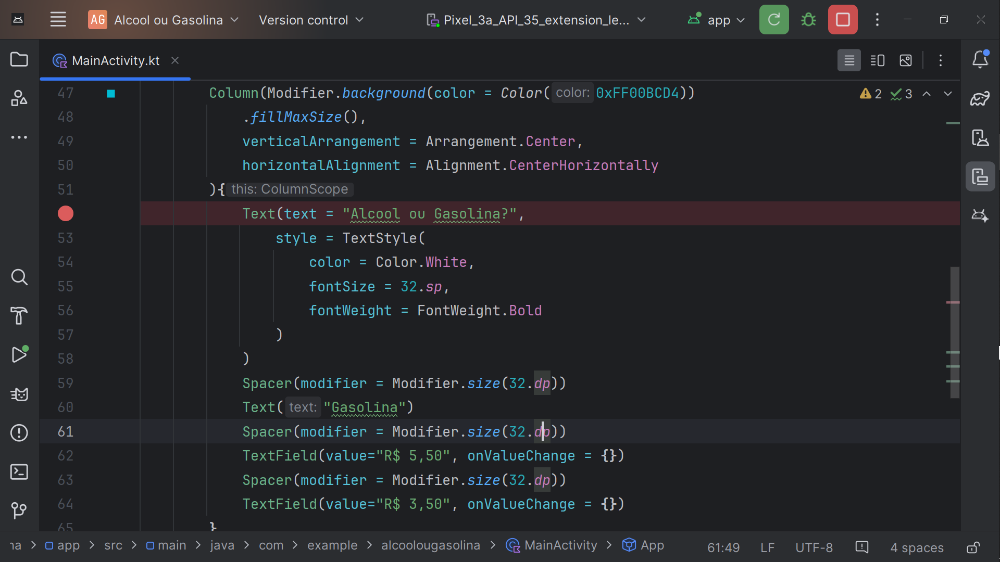 AG Alcool ou Gasolina Version control Pixel_3a_API_35_extension_le... app
MainActivity.kt
47 Column(Modifier.background(color = Color(color: 0xFF00BCD4)) 2 3
48 .fillMaxSize(),
49 verticalArrangement = Arrangement.Center,
50 horizontalAlignment = Alignment.CenterHorizontally
51 ){ this: ColumnScope
Text(text = "Alcool ou Gasolina?",
53 style = TextStyle(
54 color = Color.White,
55 fontSize = 32.sp,
56 fontWeight = FontWeight.Bold
57 )
58 )
59 Spacer(modifier = Modifier.size(32.dp))
60 Text(text: "Gasolina")
61 Spacer(modifier = Modifier.size(32.dp))
62 TextField(value="R$ 5,50", onValueChange = {})
63 Spacer(modifier = Modifier.size(32.dp))
64 TextField(value="R$ 3,50", onValueChange = {})
65 }
na > app > src > main > java > com > example > alcoolougasolina > MainActivity > App 61:49 LF UTF-8 4 spaces